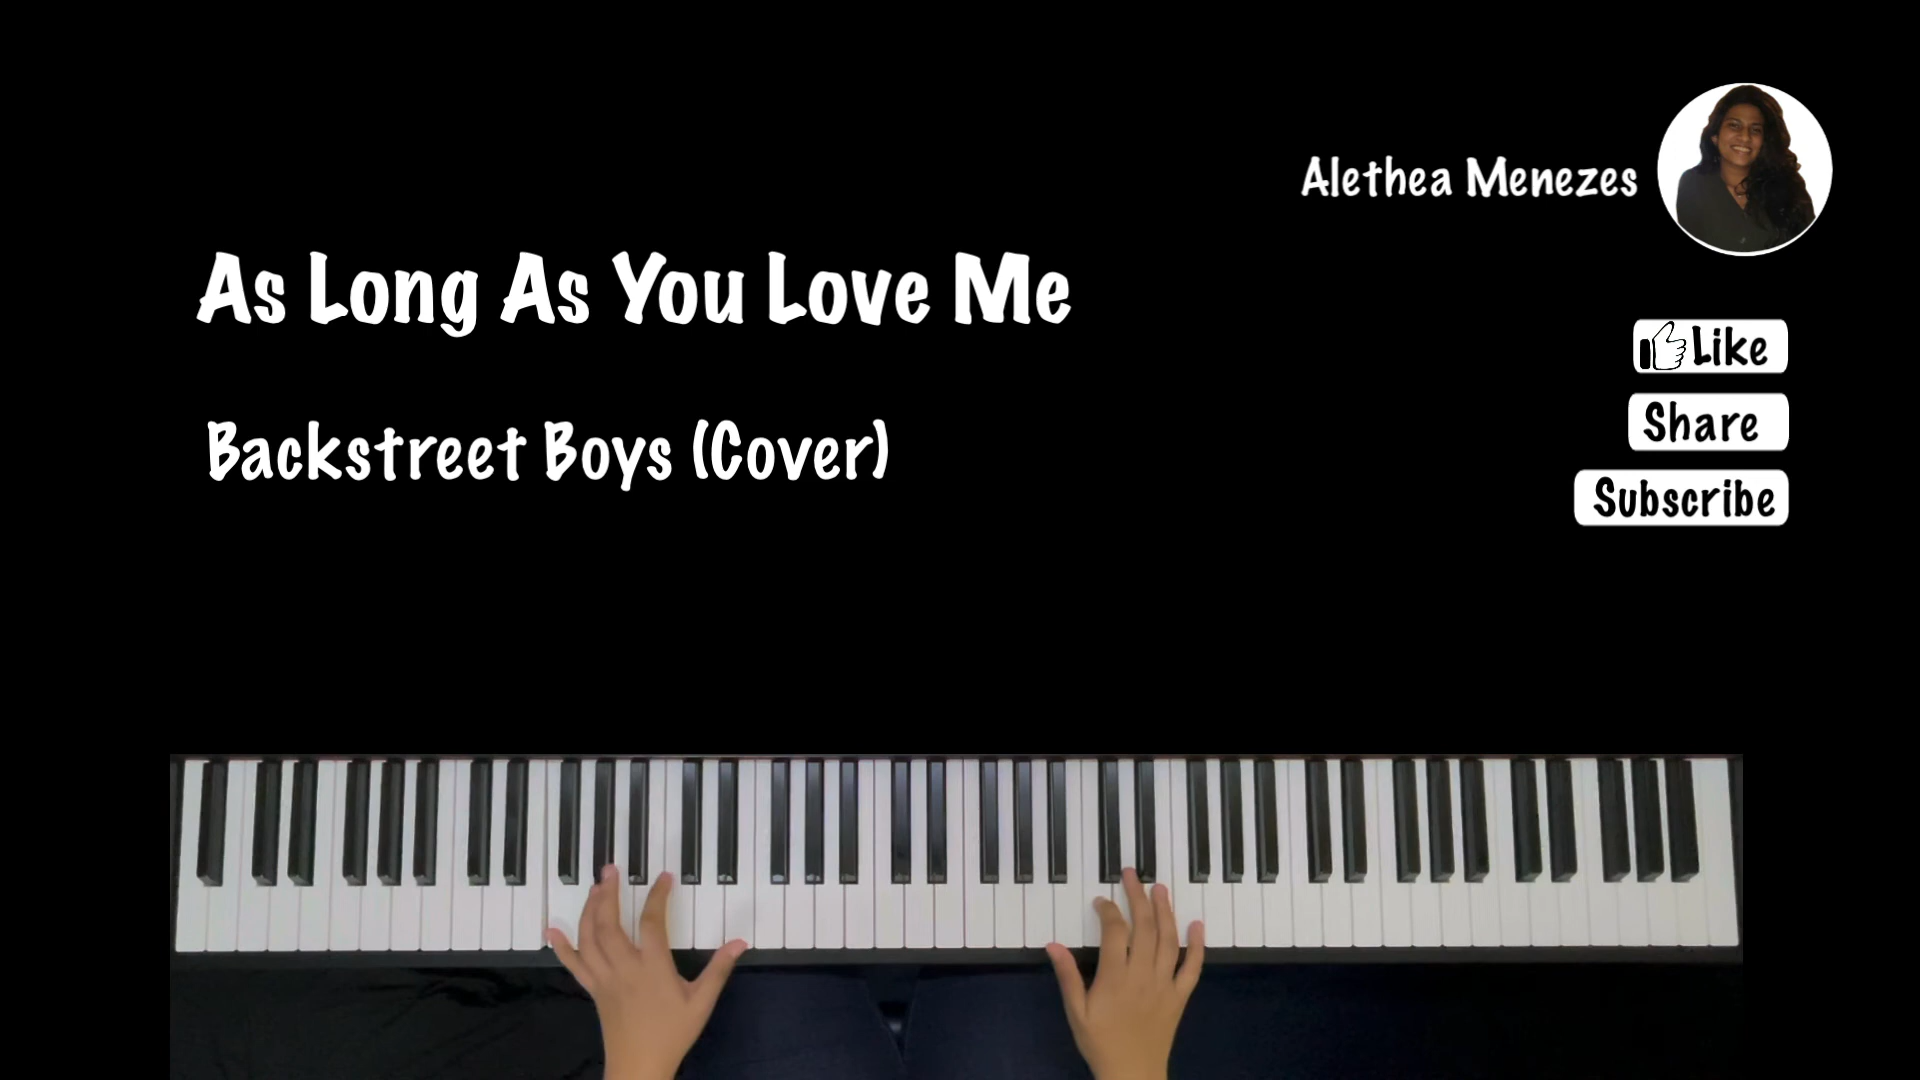 Alethea Menezes
As Long As You Love Me
Backstreet Boys (Cover)
Like
Share
Subscribe